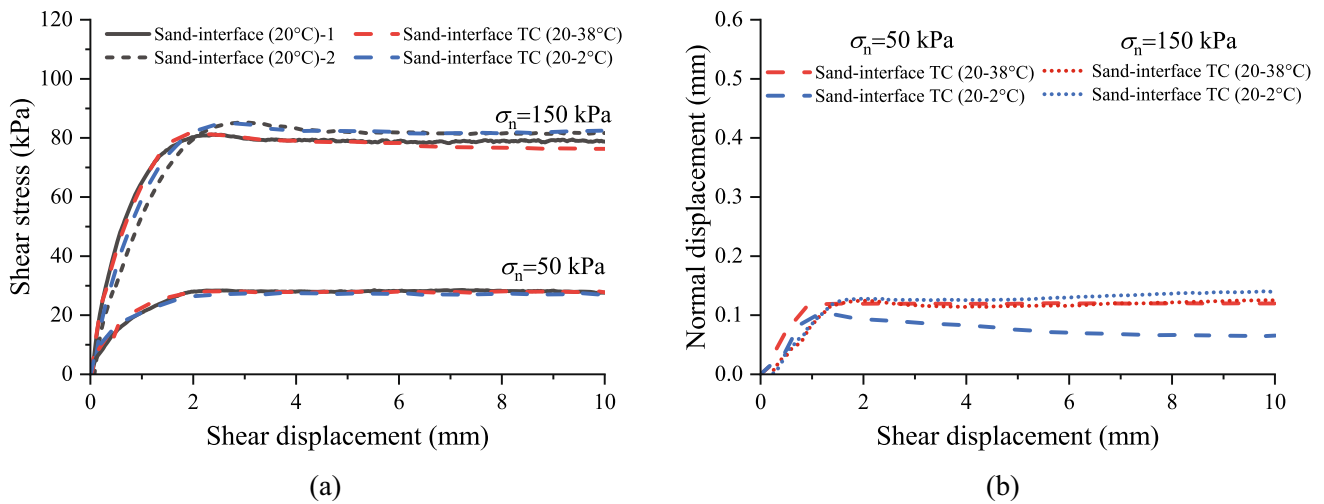 Shear stress (kPa)
120
100
80
60
40
20
0
Sand-interface (20°C)-1
Sand-interface TC (20-38°C)
Sand-interface (20°C)-2
Sand-interface TC (20-2°C)
σn=150 kPa
σn=50 kPa
0 2 4 6 8 10
Shear displacement (mm)
(a)
Normal displacement (mm)
0.6
0.5
0.4
0.3
0.2
0.1
0.0
σn=50 kPa
σn=150 kPa
Sand-interface TC (20-38°C)
Sand-interface TC (20-38°C)
Sand-interface TC (20-2°C)
Sand-interface TC (20-2°C)
0 2 4 6 8 10
Shear displacement (mm)
(b)